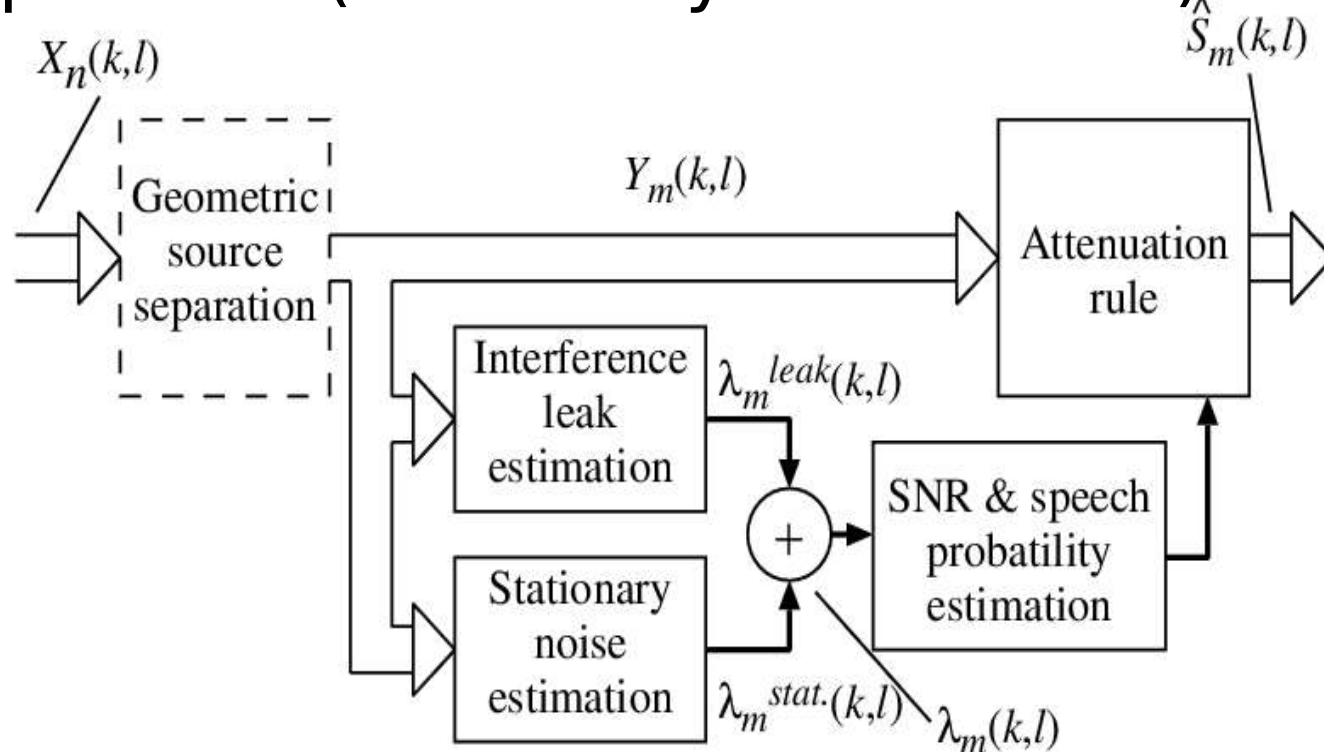 X_n(k,l)
Ŝ_m(k,l)
Geometric
source
separation
Y_m(k,l)
Attenuation
rule
Interference
leak
estimation
λ_m^leak(k,l)
SNR & speech
probatility
estimation
+
Stationary
noise
estimation
λ_m^stat.(k,l)
λ_m(k,l)